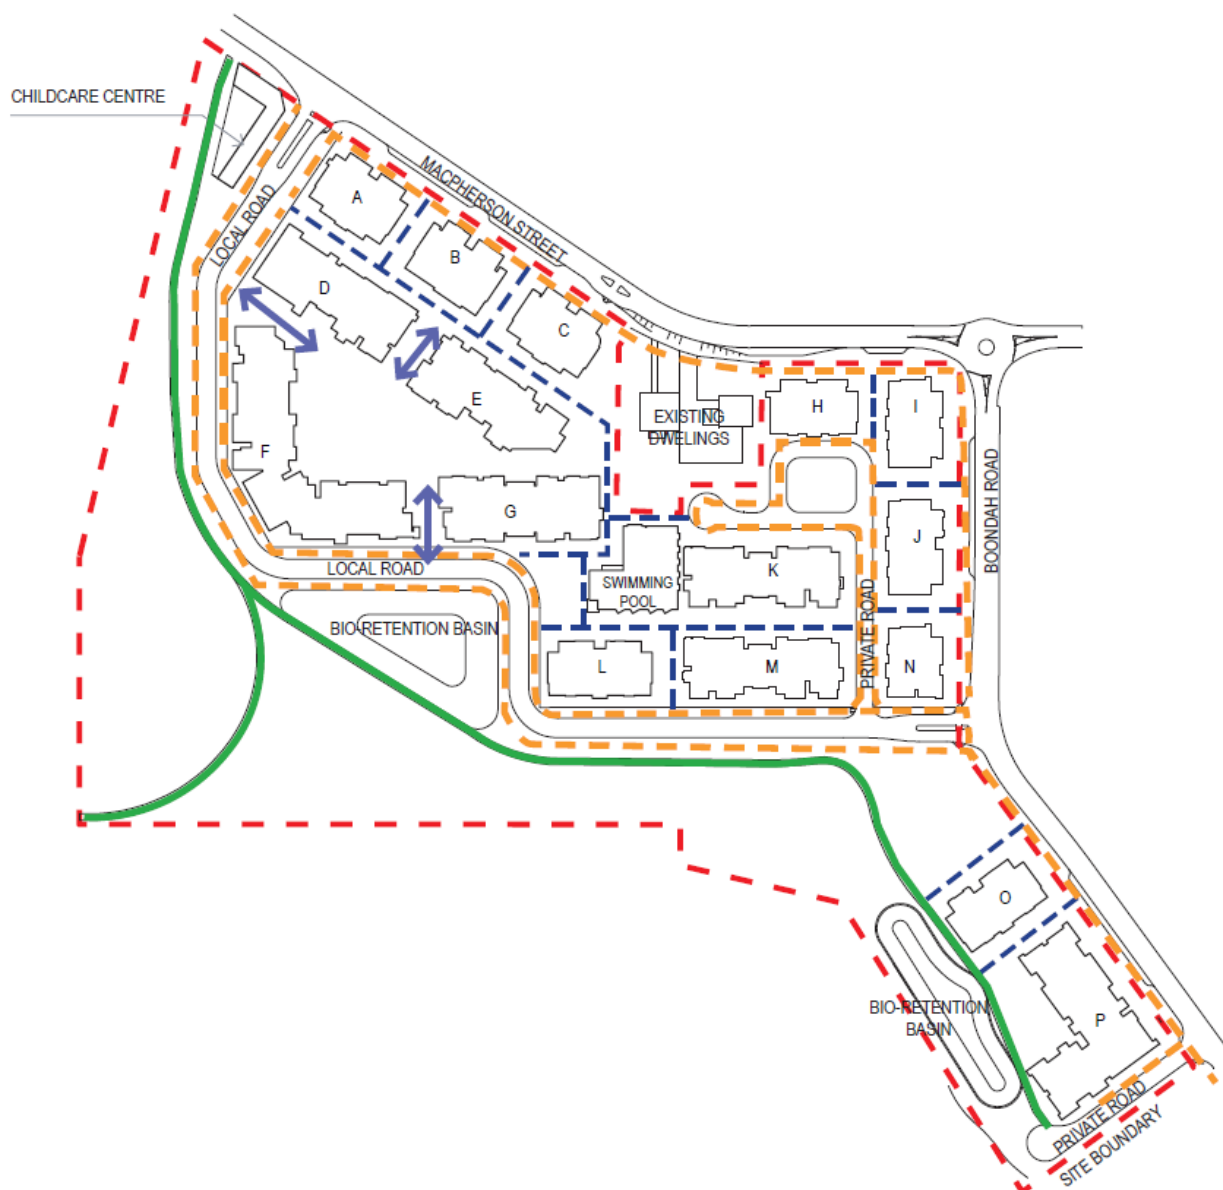 CHILDCARE CENTRE
MACPHERSON STREET
LOCAL ROAD
A
B
C
D
E
F
G
H
I
EXISTING
DWELINGS
J
BOONDAH ROAD
LOCAL ROAD
SWIMMING
POOL
K
PRIVATE ROAD
BIO-RETENTION BASIN
L
M
N
O
P
BIO-RETENTION
BASIN
PRIVATE ROAD
SITE BOUNDARY